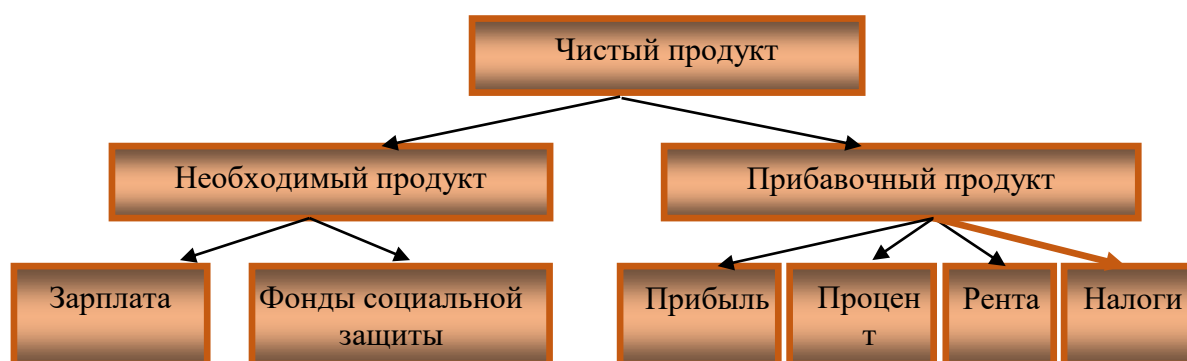 Чистый продукт
Необходимый продукт
Прибавочный продукт
Зарплата
Фонды социальной
защиты
Прибыль
Процен
т
Рента
Налоги